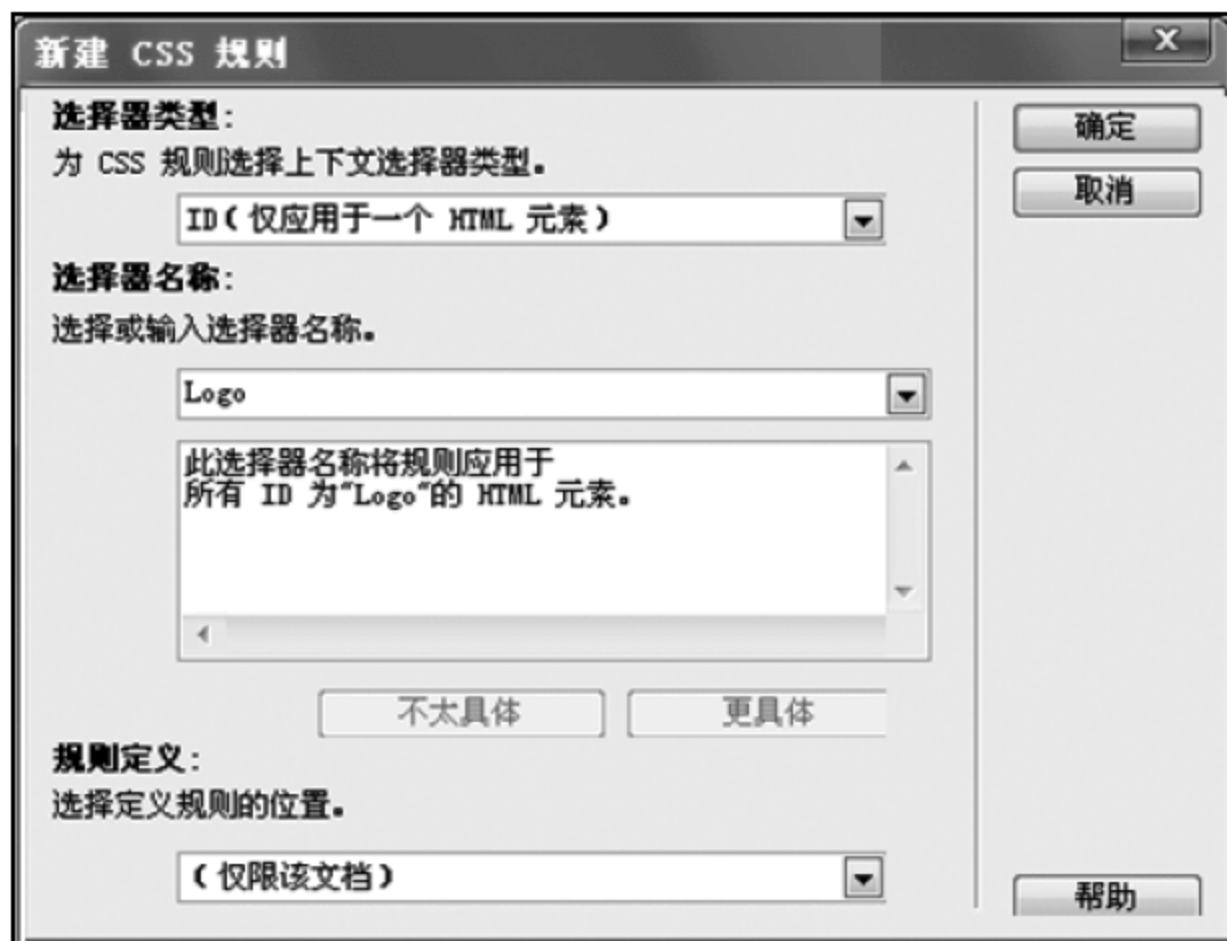 新建 CSS 规则
选择器类型:
确定
为 CSS 规则选择上下文选择器类型。
取消
ID(仅应用于一个 HTML 元素)
选择器名称:
选择或输入选择器名称。
Logo
此选择器名称将规则应用于
所有 ID 为"Logo"的 HTML 元素。
不太具体
更具体
规则定义:
选择定义规则的位置。
(仅限该文档)
帮助